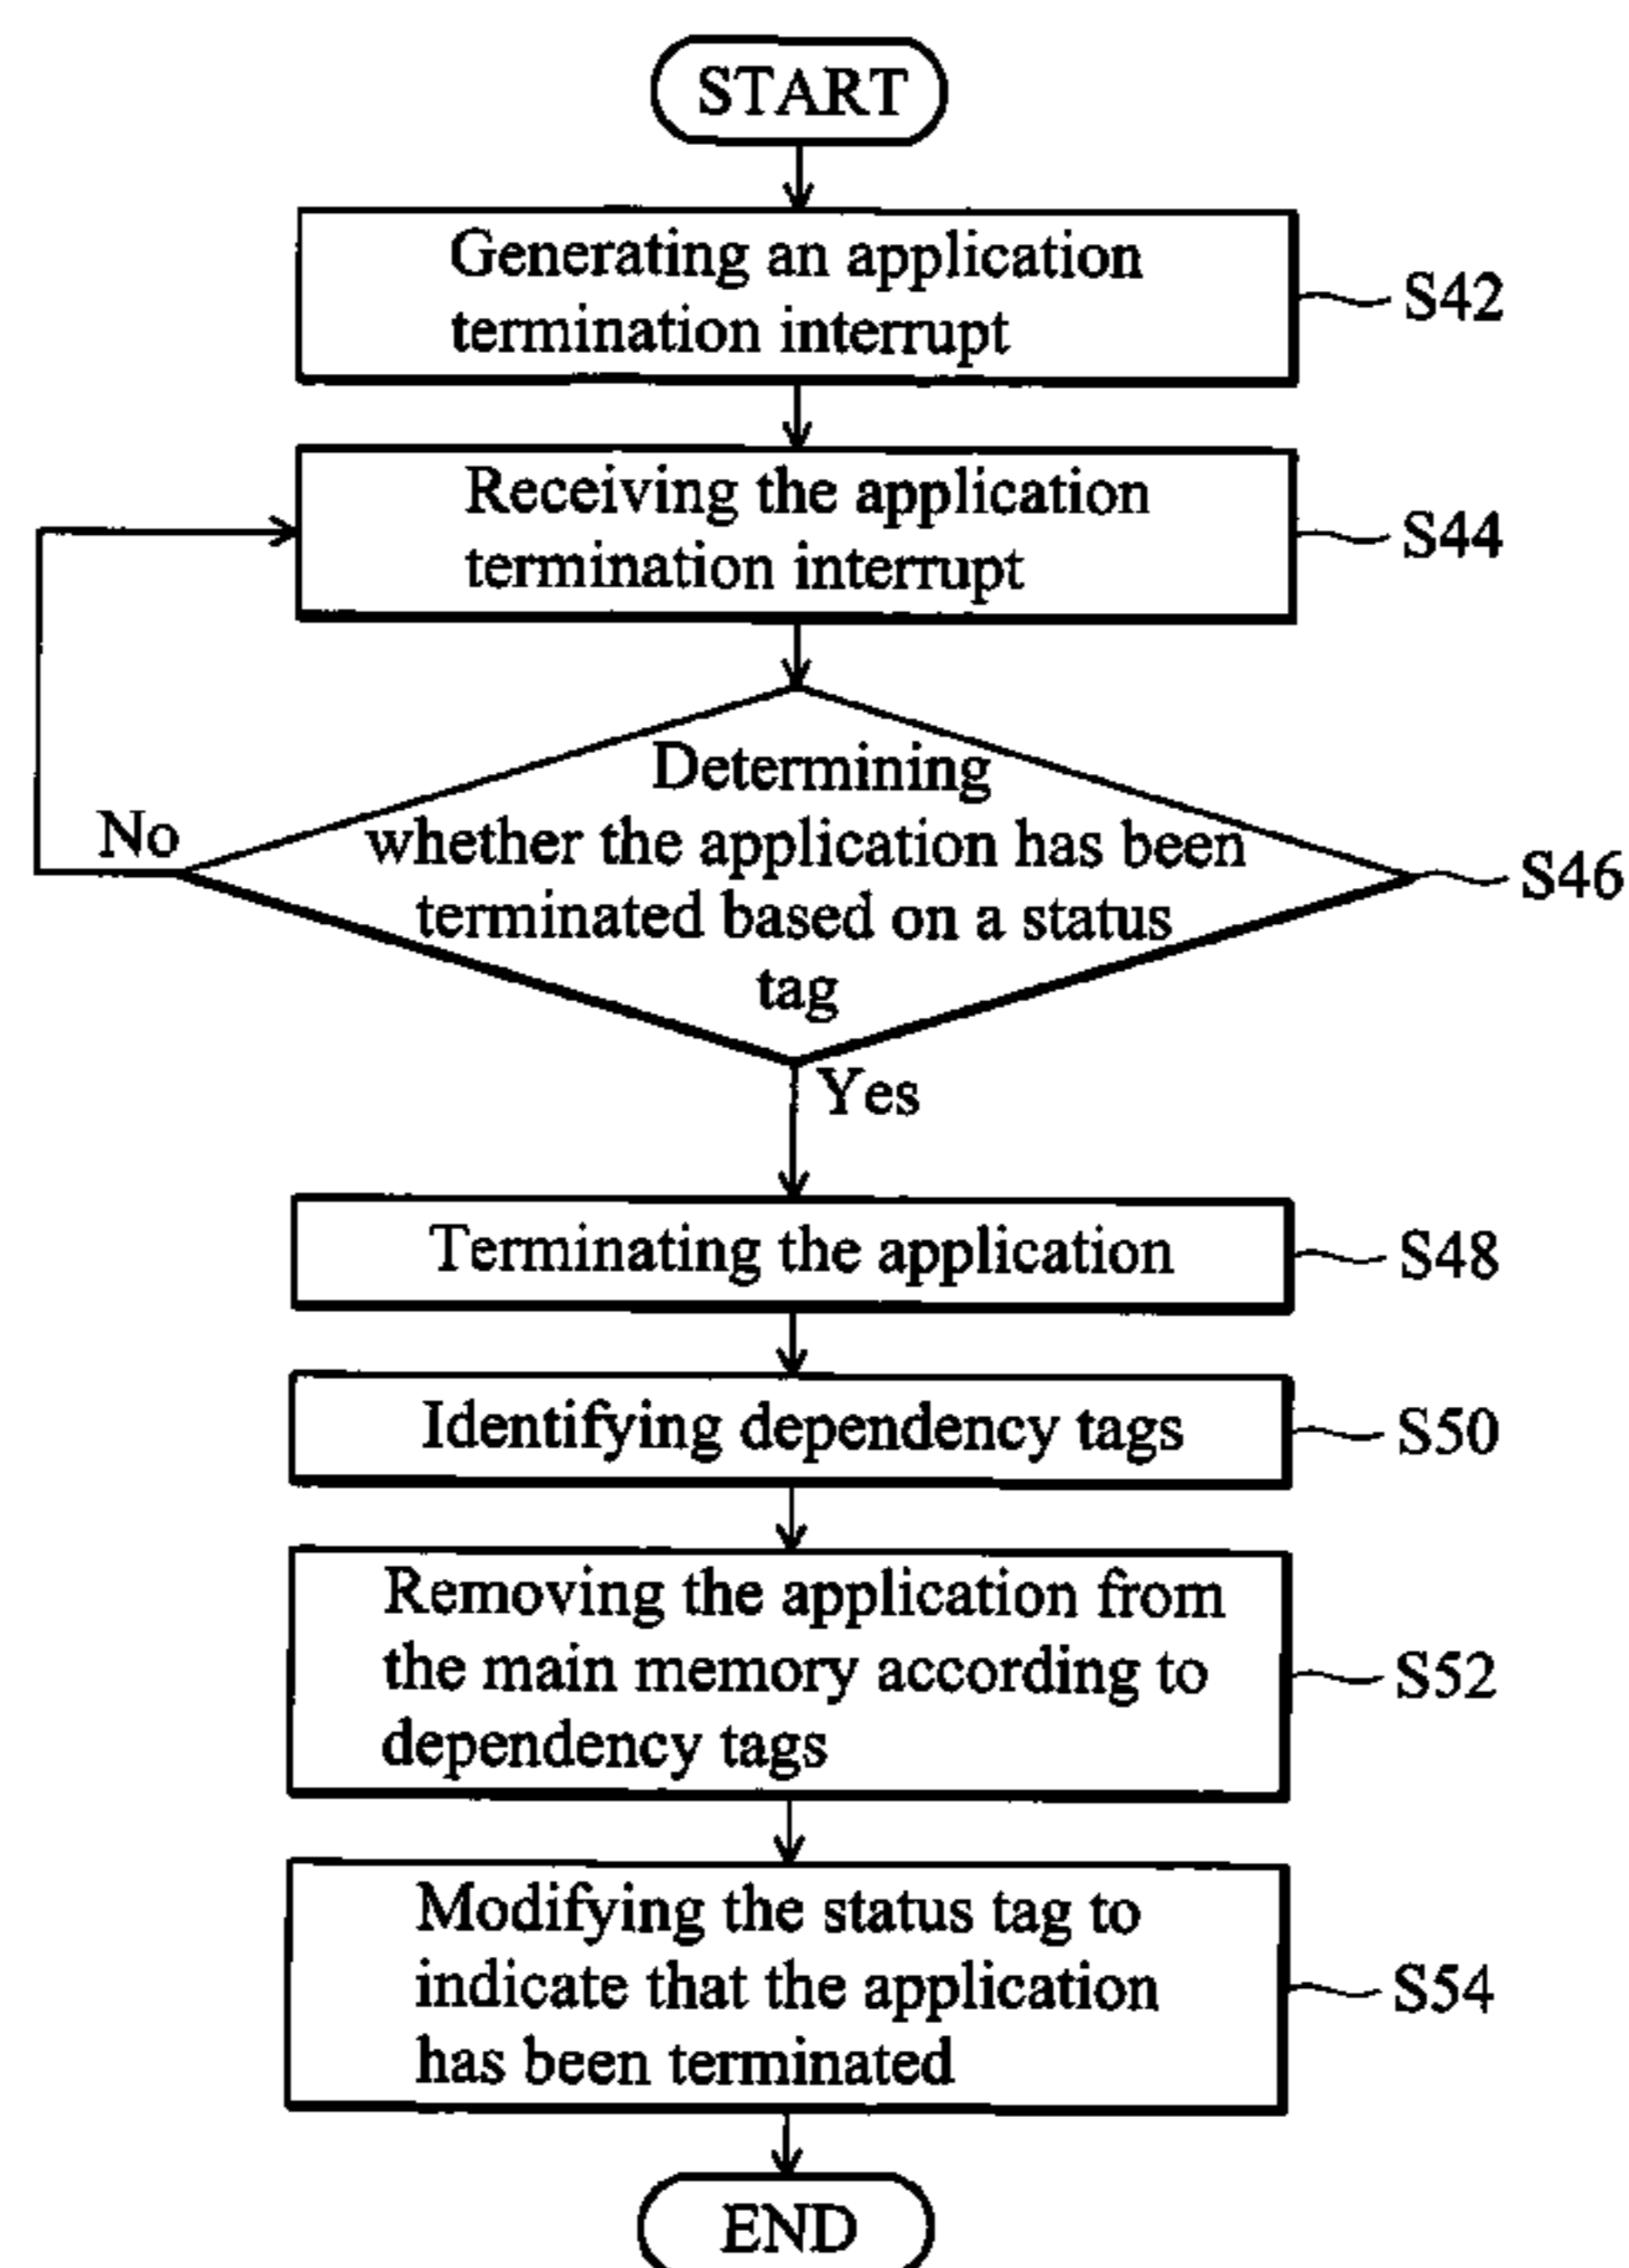 START
Generating an application
termination interrupt
S42
Receiving the application
termination interrupt
S44
Determining
whether the application has been
terminated based on a status
tag
S46
No
Yes
Terminating the application
S48
Identifying dependency tags
S50
Removing the application from
the main memory according to
dependency tags
S52
Modifying the status tag to
indicate that the application
has been terminated
S54
END